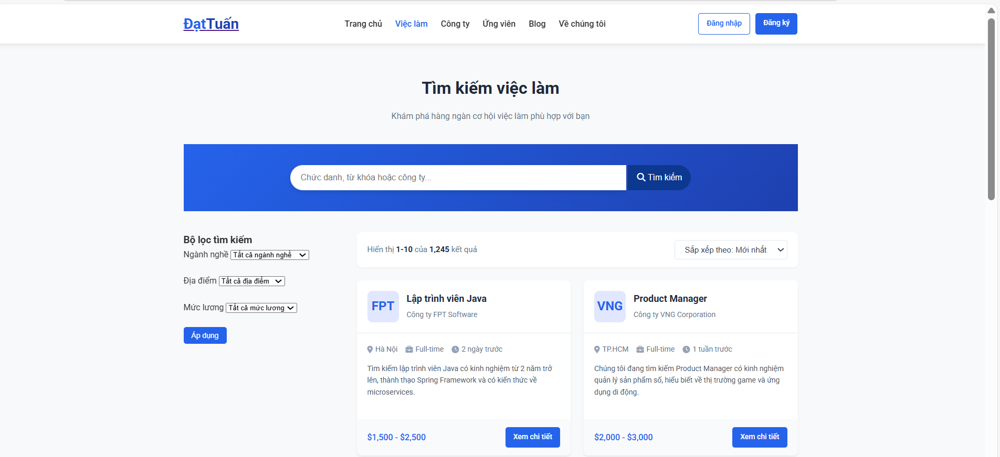 ĐạtTuấn
Trang chủ Việc làm Công ty Ứng viên Blog Về chúng tôi
Đăng nhập Đăng ký
Tìm kiếm việc làm
Khám phá hàng ngàn cơ hội việc làm phù hợp với bạn
Chức danh, từ khóa hoặc công ty... Tìm kiếm
Bộ lọc tìm kiếm
Ngành nghề Tất cả ngành nghề
Địa điểm Tất cả địa điểm
Mức lương Tất cả mức lương
Áp dụng
Hiển thị 1-10 của 1,245 kết quả
Sắp xếp theo: Mới nhất
FPT
Lập trình viên Java
Công ty FPT Software
Hà Nội Full-time 2 ngày trước
Tìm kiếm lập trình viên Java có kinh nghiệm từ 2 năm trở
lên, thành thạo Spring Framework và có kiến thức về
microservices.
$1,500 - $2,500 Xem chi tiết
VNG
Product Manager
Công ty VNG Corporation
TP.HCM Full-time 1 tuần trước
Chúng tôi đang tìm kiếm Product Manager có kinh nghiệm
quản lý sản phẩm số, hiểu biết về thị trường game và ứng
dụng di động.
$2,000 - $3,000 Xem chi tiết